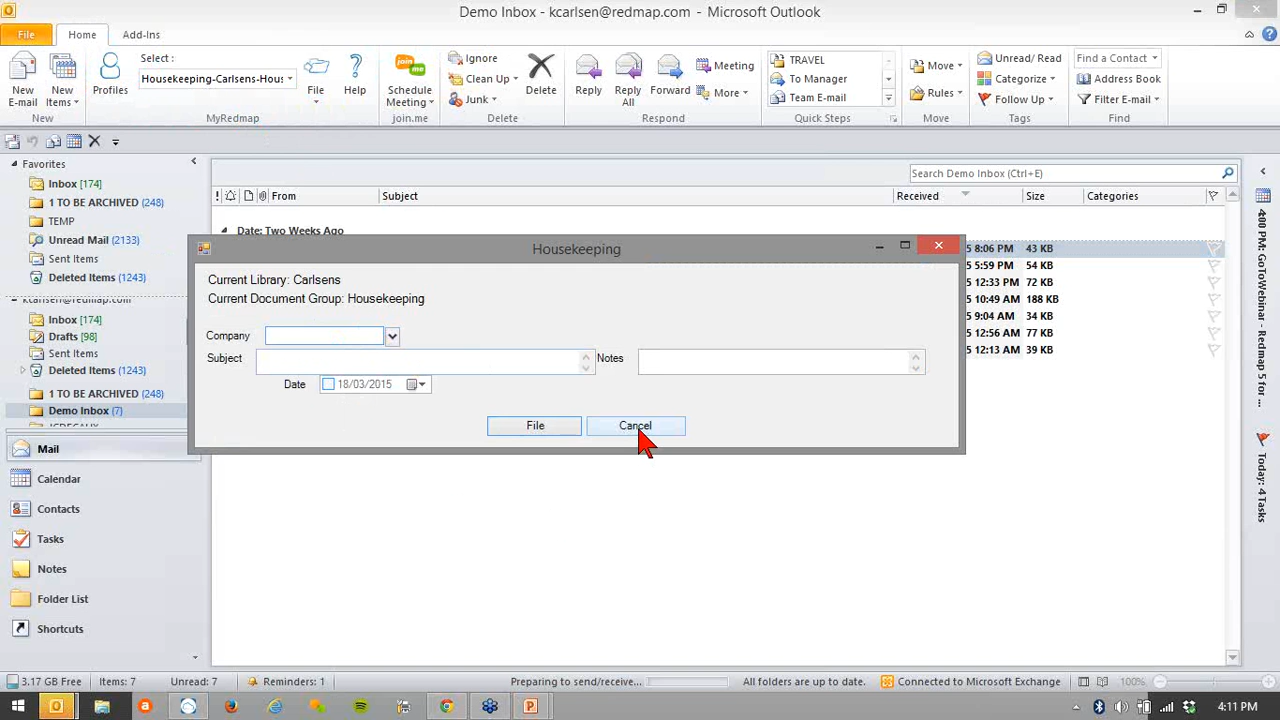 Demo Inbox - kcarlsen@redmap.com - Microsoft Outlook
File Home Add-Ins
New E-mail
New Items
New
Profiles
Select :
Housekeeping-Carlsens-Hous
File
Help
MyRedmap
Schedule Meeting
join.me
Ignore
Clean Up
Junk
Delete
Delete
Reply
Reply All
Forward
Meeting
More
Respond
TRAVEL
To Manager
Team E-mail
Quick Steps
Move
Rules
Move
Unread/ Read
Categorize
Follow Up
Tags
Find a Contact
Address Book
Filter E-mail
Find
Favorites
Inbox [174]
1 TO BE ARCHIVED (248)
TEMP
Unread Mail (2133)
Sent Items
Deleted Items (1243)
kcarlsen@redmap.com
Inbox [174]
Drafts [98]
Sent Items
Deleted Items (1243)
1 TO BE ARCHIVED (248)
Demo Inbox (7)
Mail
Calendar
Contacts
Tasks
Notes
Folder List
Shortcuts
Search Demo Inbox (Ctrl+E)
! From Subject Received Size Categories
Date: Two Weeks Ago
5 8:06 PM 43 KB
5 5:59 PM 54 KB
5 12:33 PM 72 KB
5 10:49 AM 188 KB
5 9:04 AM 34 KB
5 12:56 AM 77 KB
5 12:13 AM 39 KB
Housekeeping
Current Library: Carlsens
Current Document Group: Housekeeping
Company
Subject
Notes
Date 18/03/2015
File Cancel
4:00 PM: GoToWebinar - Redmap 5 for ...
Today: 4 Tasks
3.17 GB Free Items: 7 Unread: 7 Reminders: 1 Preparing to send/receive... All folders are up to date. Connected to Microsoft Exchange 100%
4:11 PM